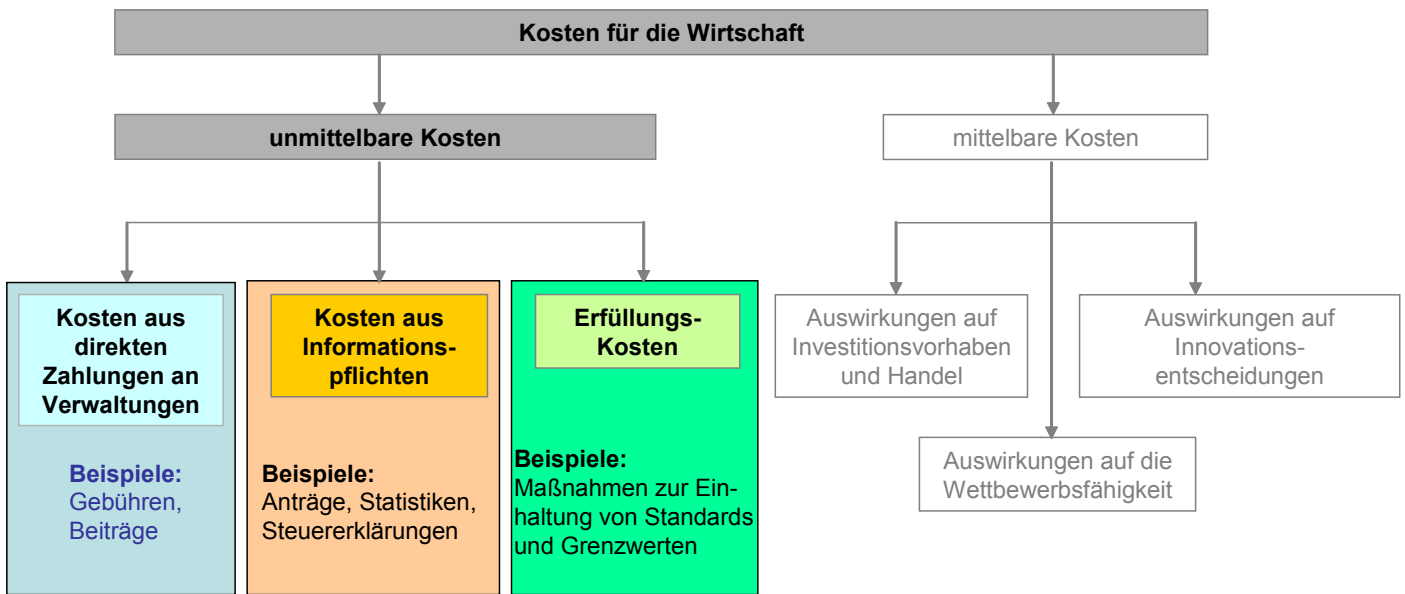 Kosten für die Wirtschaft
unmittelbare Kosten
mittelbare Kosten
Kosten aus
direkten
Zahlungen an
Verwaltungen
Beispiele:
Gebühren,
Beiträge
Kosten aus
Informations-
pflichten
Beispiele:
Anträge, Statistiken,
Steuererklärungen
Erfüllungs-
Kosten
Beispiele:
Maßnahmen zur Ein-
haltung von Standards
und Grenzwerten
Auswirkungen auf
Investitionsvorhaben
und Handel
Auswirkungen auf
Innovations-
entscheidungen
Auswirkungen auf die
Wettbewerbsfähigkeit